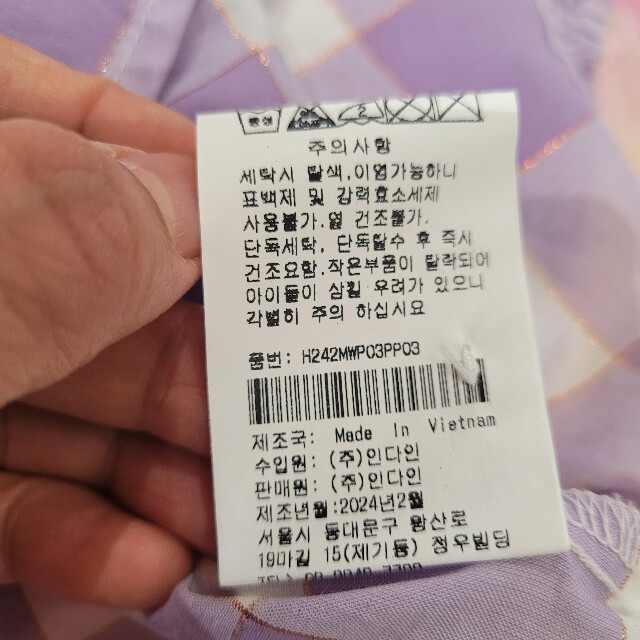 중성
주의사항
세탁시 탈색,이염가능하니
표백제 및 강력효소세제
사용불가.열 건조불가.
단독세탁, 단독탈수 후 즉시
건조요함.작은부품이 탈락되어
아이들이 삼킬 우려가 있으니
각별히 주의 하십시요
품번: H242MWP03PP03
제조국: Made In Vietnam
수입원: (주)인다인
판매원: (주)인다인
제조년월:2024년2월
서울시 동대문구 왕산로
19마길 15(제기동) 정우빌딩